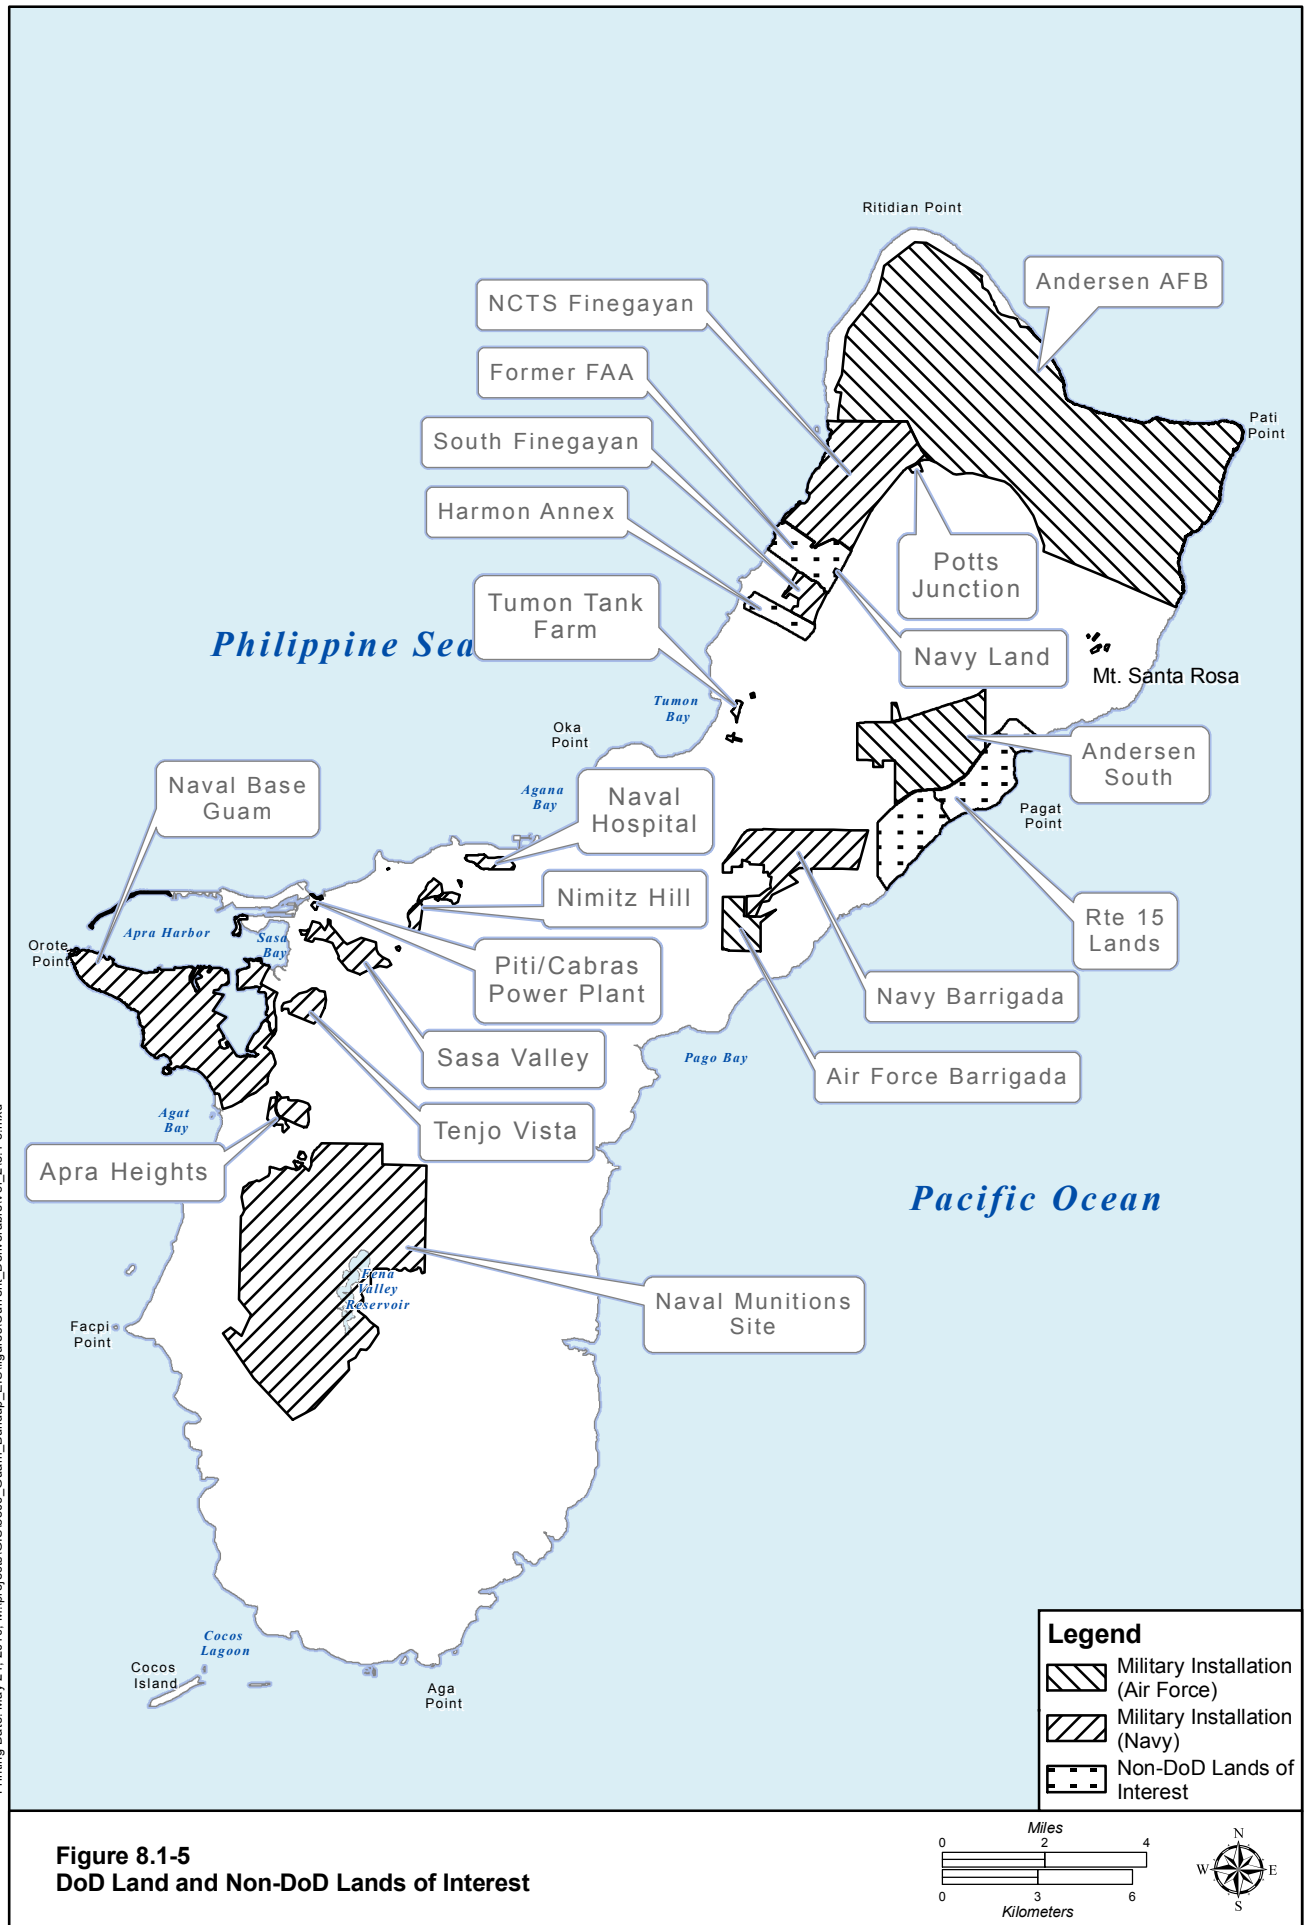 Ritidian Point
Andersen AFB
NCTS Finegayan
Former FAA
Pati
Point
South Finegayan
Harmon Annex
Potts
Junction
Tumon Tank
Farm
Philippine Sea
Navy Land
Mt. Santa Rosa
Tumon
Bay
Oka
Point
Andersen
South
Naval Base
Guam
Agana
Bay
Naval
Hospital
Pagat
Point
Nimitz Hill
Rte 15
Lands
Apra Harbor
Sasa
Bay
Orote
Point
Piti/Cabras
Power Plant
Navy Barrigada
Sasa Valley
Pago Bay
Air Force Barrigada
Agat
Bay
Tenjo Vista
Apra Heights
Pacific Ocean
Fena
Valley
Reservoir
Naval Munitions
Site
Facpi
Point
Cocos
Lagoon
Cocos
Island
Aga
Point
Legend
Military Installation
(Air Force)
Military Installation
(Navy)
Non-DoD Lands of
Interest
Figure 8.1-5
DoD Land and Non-DoD Lands of Interest
Miles
0 2 4
0 3 6
Kilometers
N
W E
S